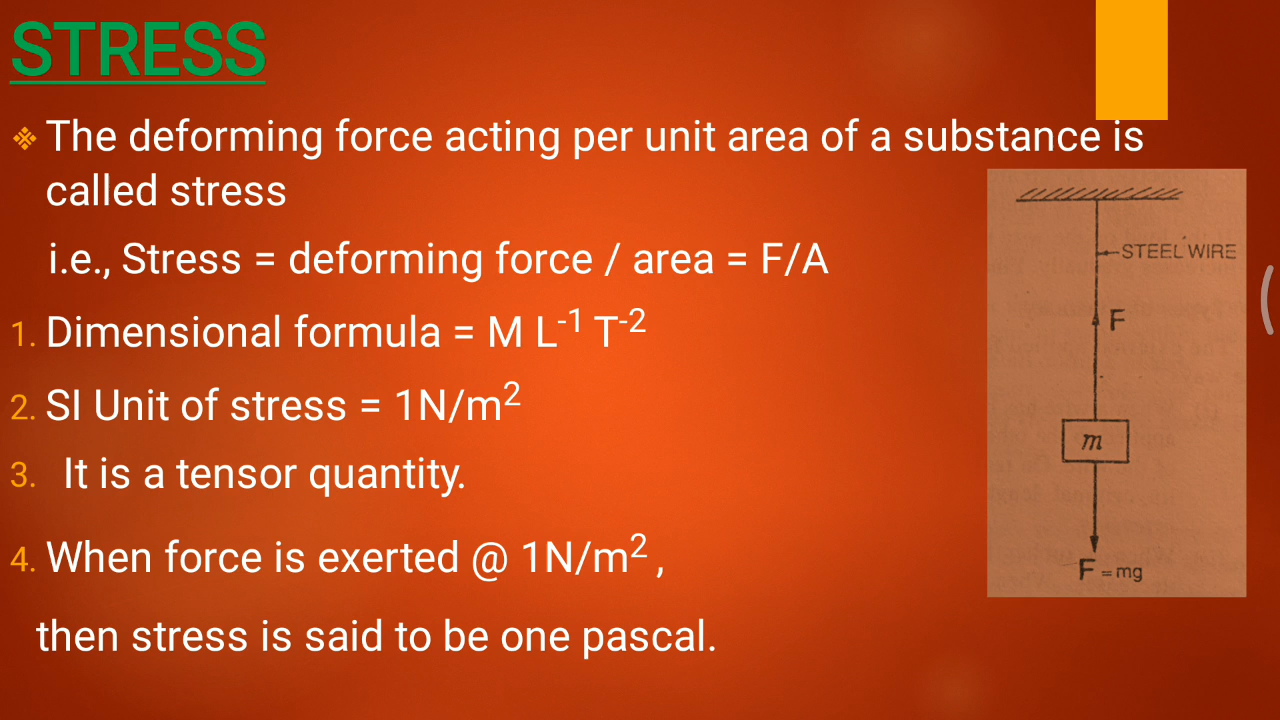 STRESS
❖ The deforming force acting per unit area of a substance is
called stress
i.e., Stress = deforming force / area = F/A
1. Dimensional formula = M L⁻¹ T⁻²
2. SI Unit of stress = 1N/m²
3. It is a tensor quantity.
4. When force is exerted @ 1N/m² ,
then stress is said to be one pascal.
STEEL WIRE
F
m
F = mg